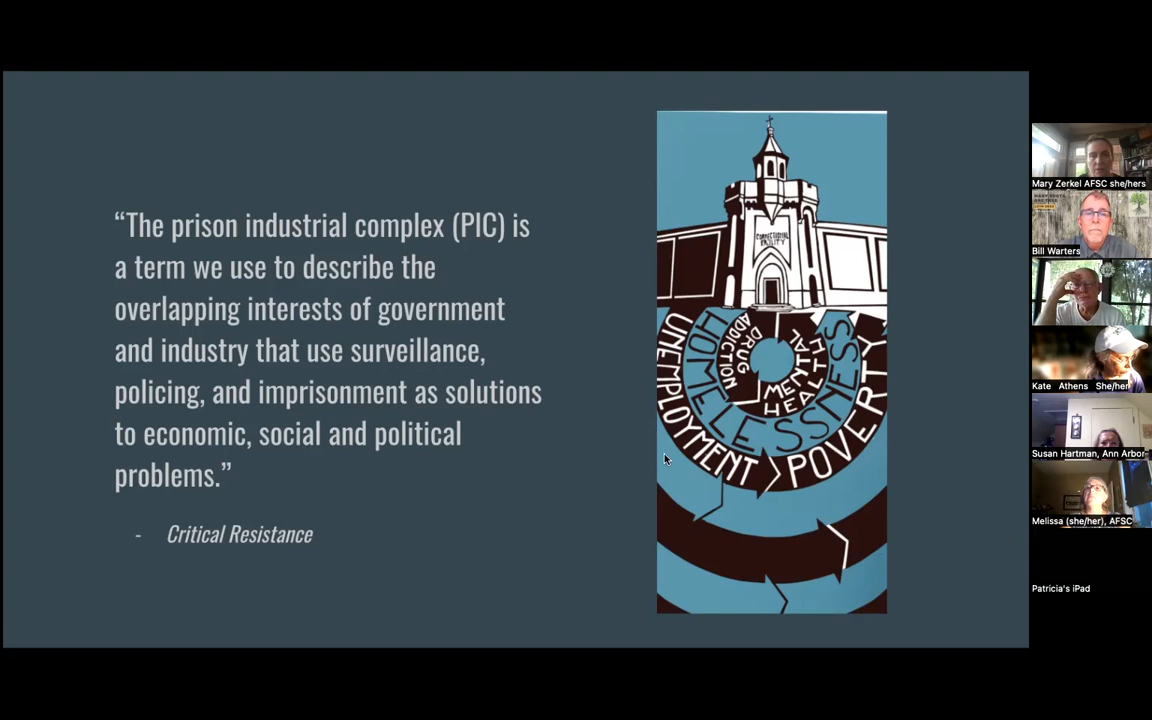 “The prison industrial complex (PIC) is
a term we use to describe the
overlapping interests of government
and industry that use surveillance,
policing, and imprisonment as solutions
to economic, social and political
problems.”
- Critical Resistance
CORRECTIONAL
FACILITY
DRUG
ADDICTION
MENTAL
HEALTH
HOMELESSNESS
UNEMPLOYMENT
POVERTY
Mary Zerkel AFSC she/hers
Bill Warters
Kate Athens She/her
Susan Hartman, Ann Arbor
Melissa (she/her), AFSC
Patricia's iPad